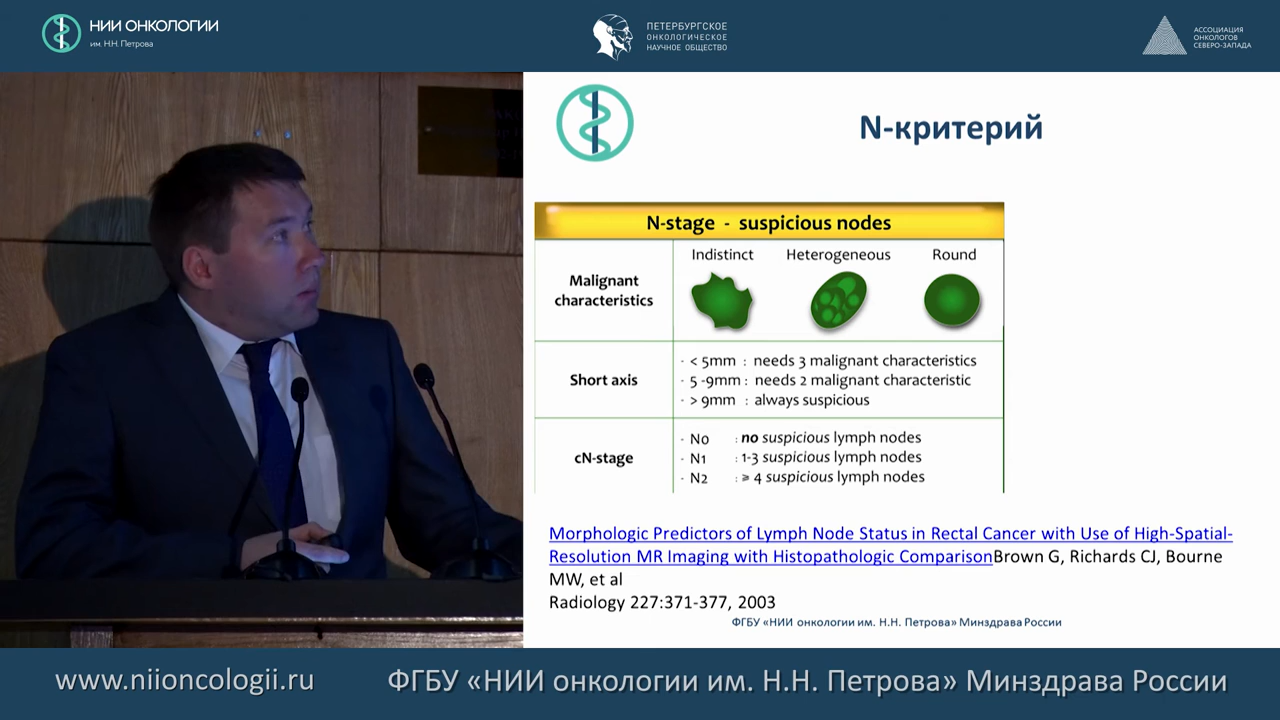 НИИ ОНКОЛОГИИ
им. Н.Н. Петрова
ПЕТЕРБУРГСКОЕ
ОНКОЛОГИЧЕСКОЕ
НАУЧНОЕ ОБЩЕСТВО
АССОЦИАЦИЯ
ОНКОЛОГОВ
СЕВЕРО-ЗАПАДА
N-критерий
N-stage - suspicious nodes
Malignant characteristics
Indistinct Heterogeneous Round
Short axis
· < 5mm : needs 3 malignant characteristics
· 5 -9mm : needs 2 malignant characteristic
· > 9mm : always suspicious
cN-stage
· N0 : no suspicious lymph nodes
· N1 : 1-3 suspicious lymph nodes
· N2 : ≥ 4 suspicious lymph nodes
Morphologic Predictors of Lymph Node Status in Rectal Cancer with Use of High-Spatial-
Resolution MR Imaging with Histopathologic ComparisonBrown G, Richards CJ, Bourne
MW, et al
Radiology 227:371-377, 2003
ФГБУ «НИИ онкологии им. Н.Н. Петрова» Минздрава России
www.niioncologii.ru ФГБУ «НИИ онкологии им. Н.Н. Петрова» Минздрава России